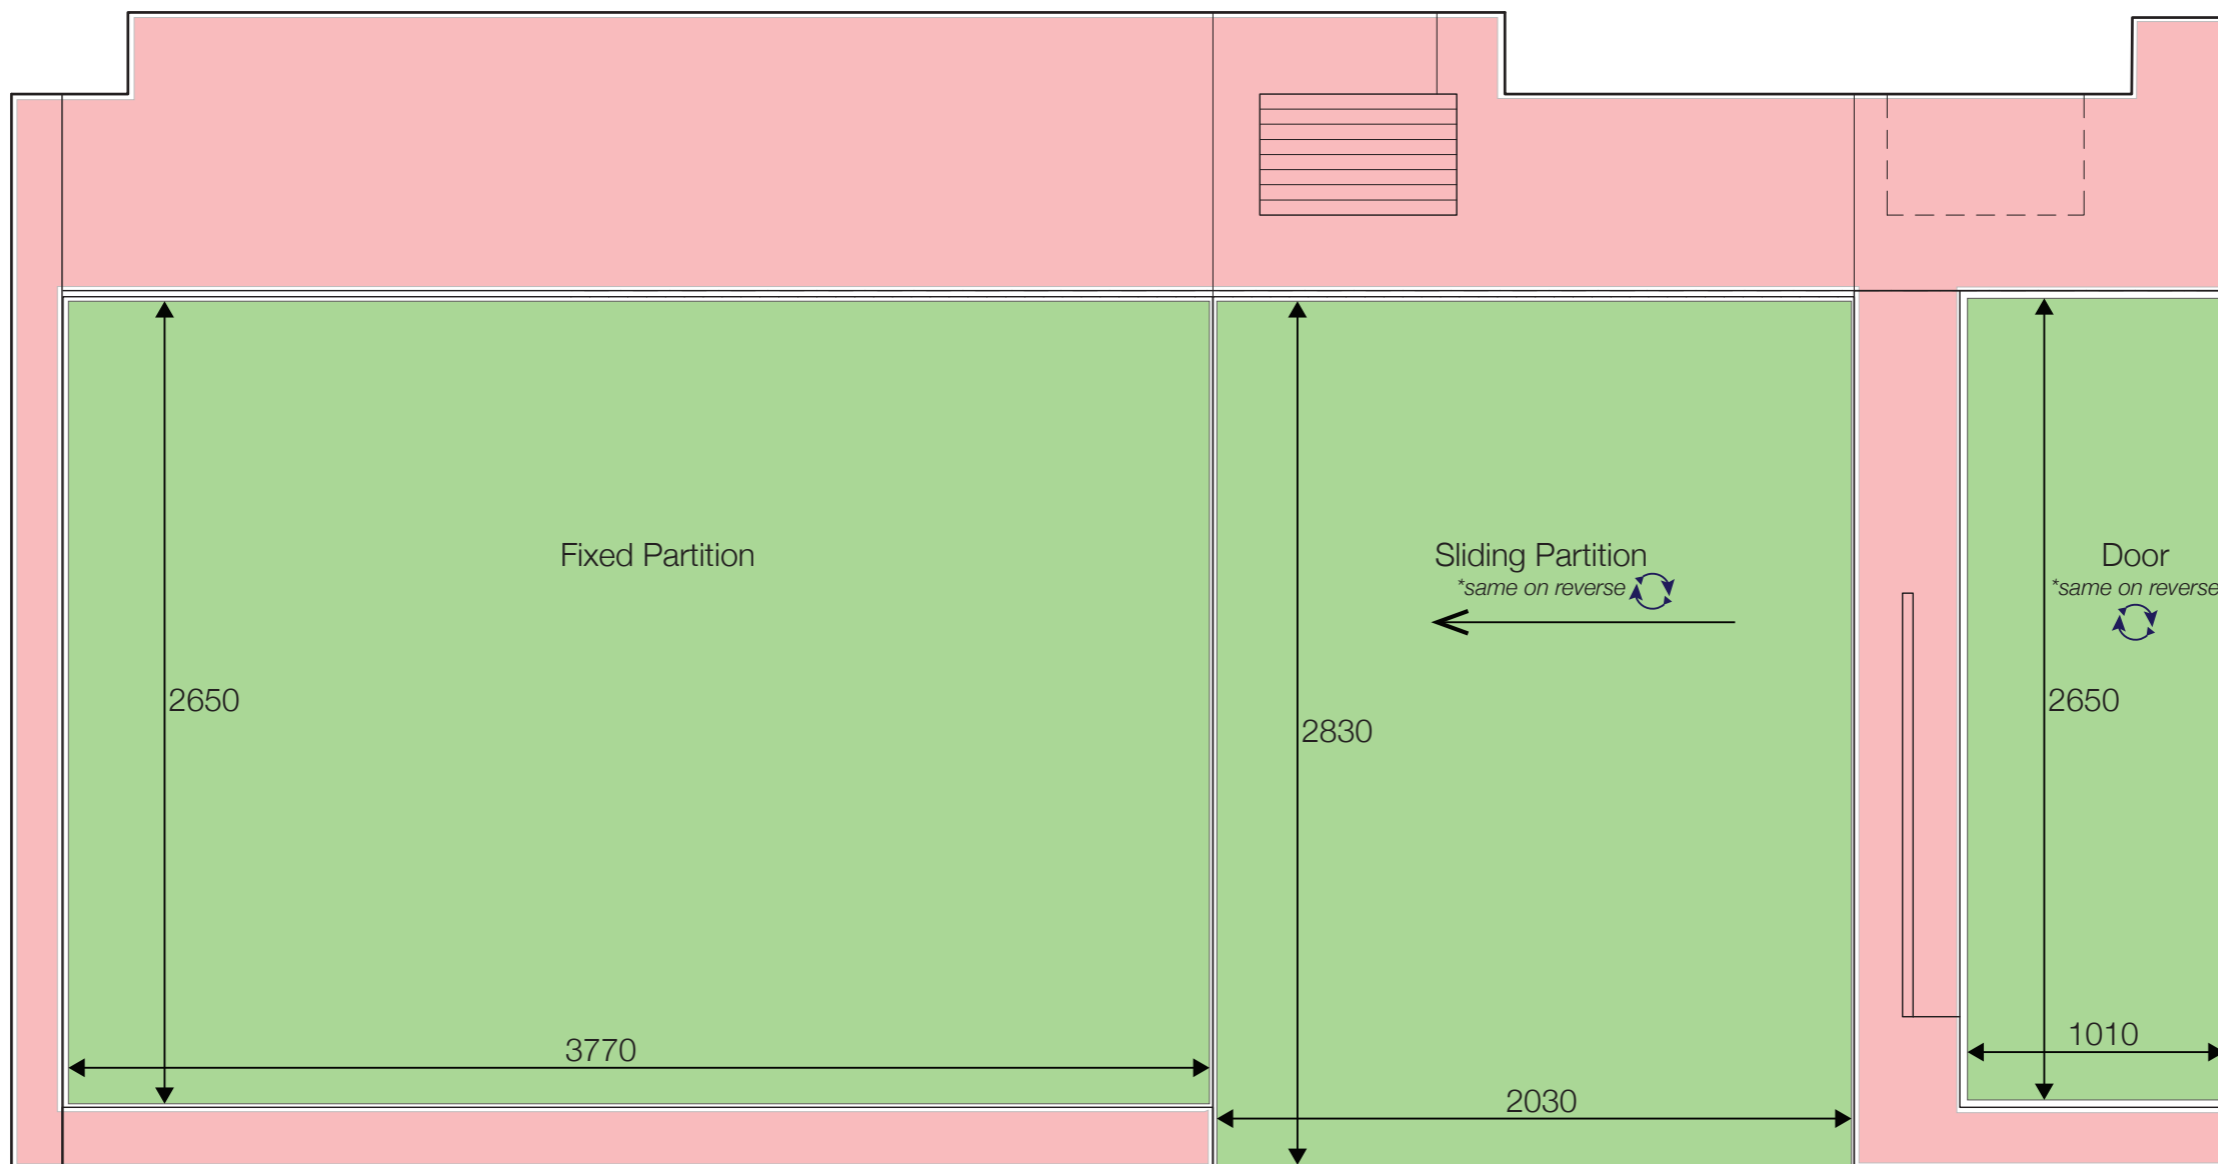 Fixed Partition
Sliding Partition
*same on reverse
Door
*same on reverse
2650
2830
2650
3770
2030
1010